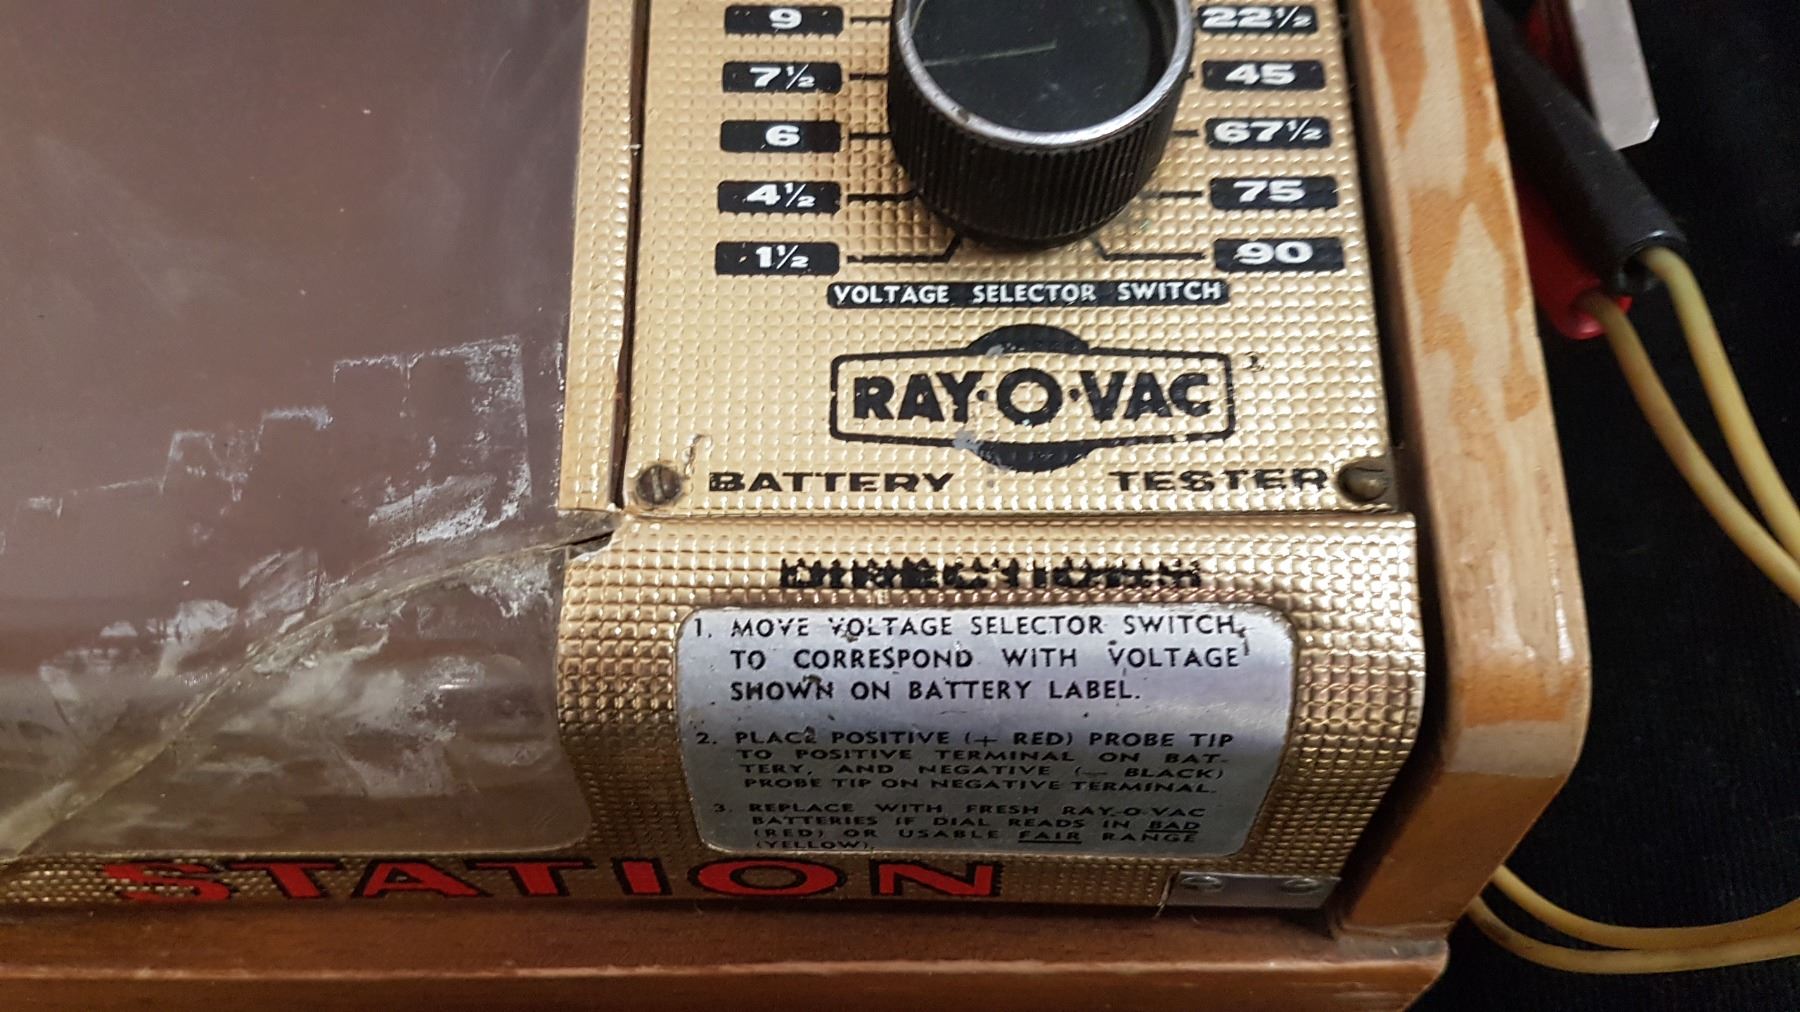 9 22½
7½ 45
6 67½
4½ 75
1½ 90
VOLTAGE SELECTOR SWITCH
RAY·O·VAC
BATTERY TESTER
DIRECTIONS
1. MOVE VOLTAGE SELECTOR SWITCH,
TO CORRESPOND WITH VOLTAGE
SHOWN ON BATTERY LABEL.
2. PLACE POSITIVE (+ RED) PROBE TIP
TO POSITIVE TERMINAL ON BAT-
TERY, AND NEGATIVE (— BLACK)
PROBE TIP ON NEGATIVE TERMINAL.
3. REPLACE WITH FRESH RAY-O-VAC
BATTERIES IF DIAL READS IN BAD
(RED) OR USABLE FAIR RANGE
(YELLOW).
STATION